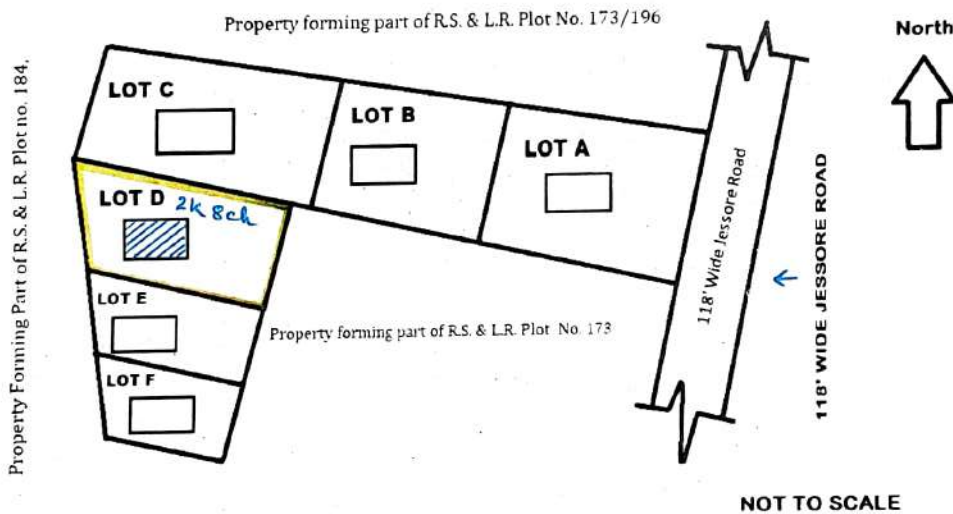 Property forming part of R.S. & L.R. Plot No. 173/196
North
LOT C
LOT B
LOT A
Property Forming Part of R.S. & L.R. Plot no. 184.
LOT D
2K 8ch
118' Wide Jessore Road
118' WIDE JESSORE ROAD
LOT E
Property forming part of R.S. & L.R. Plot No. 173
LOT F
NOT TO SCALE